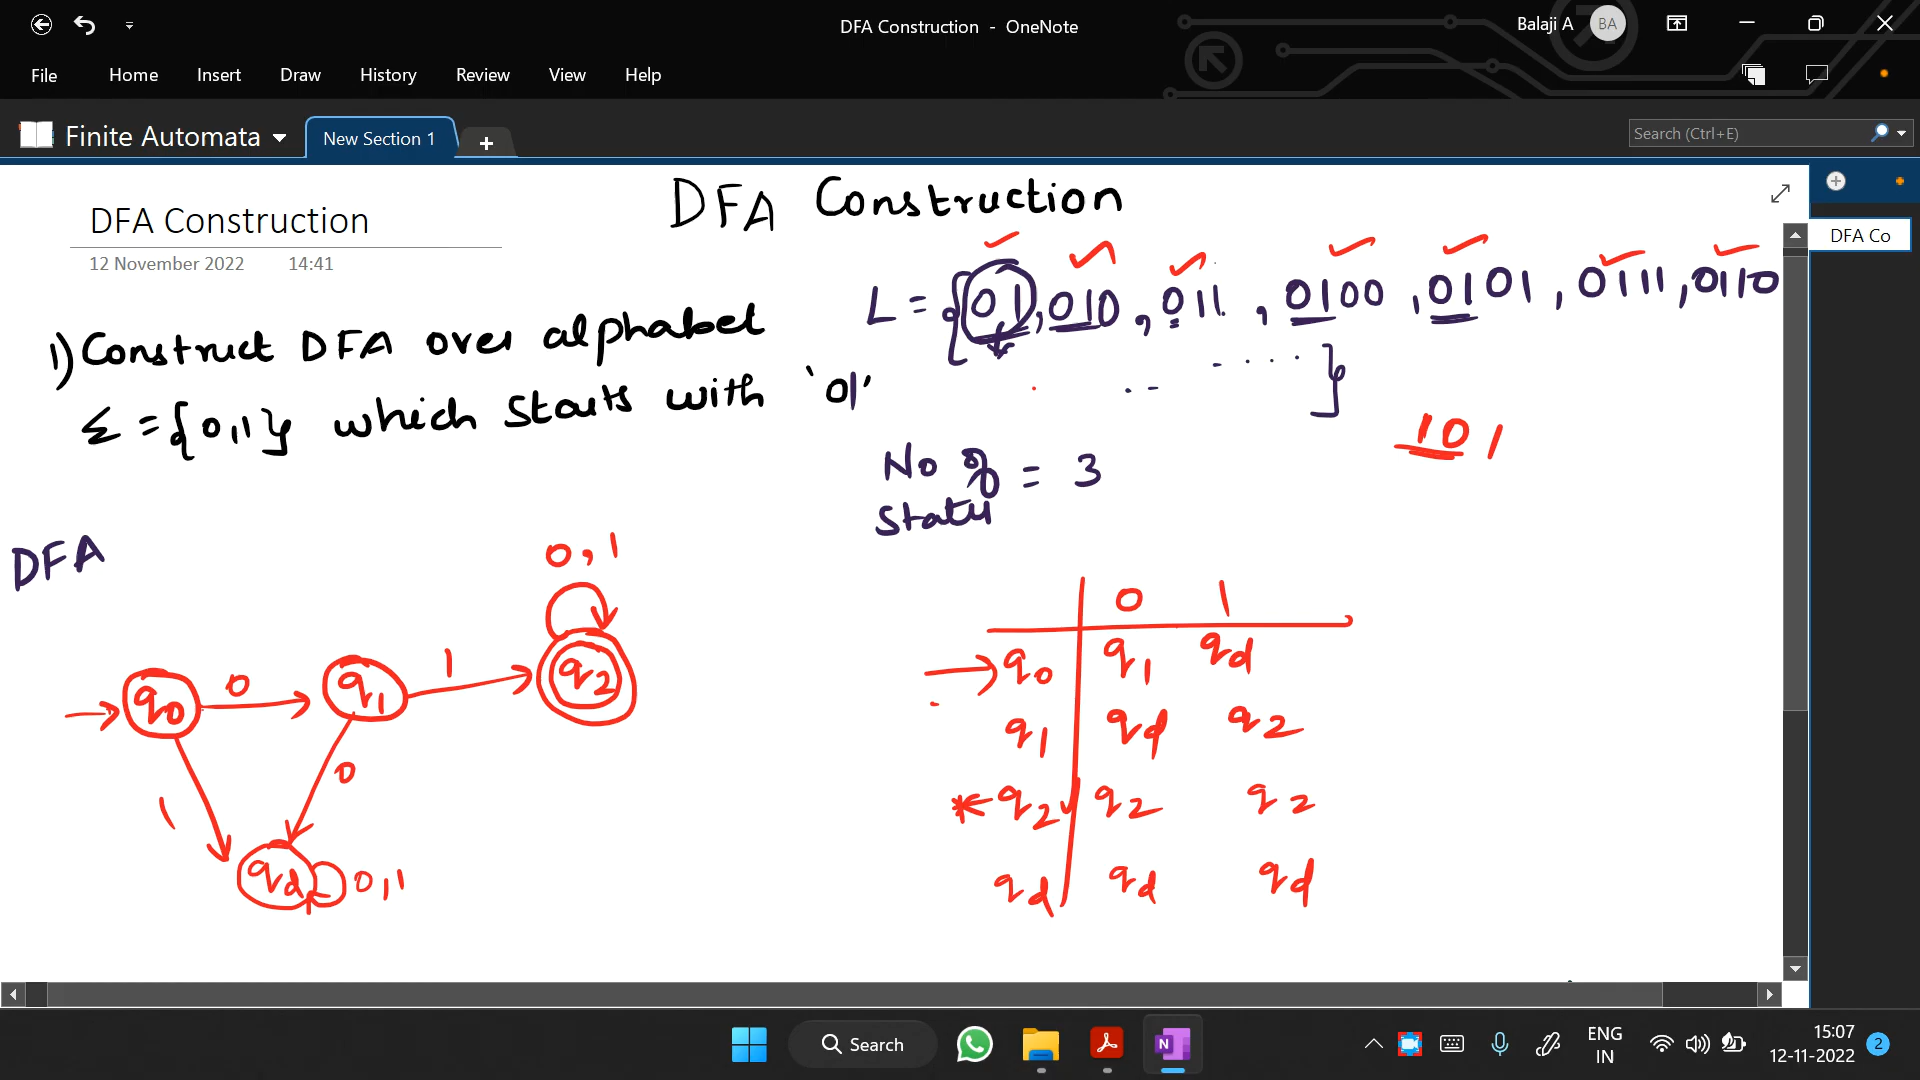 DFA Construction - OneNote
Balaji A
BA
File Home Insert Draw History Review View Help
Finite Automata
New Section 1
+
Search (Ctrl+E)
DFA Construction
12 November 2022 14:41
DFA Construction
DFA Co
L = {01, 010, 011, 0100, 0101, 0111, 0110
.. - - . . . . }
1) Construct DFA over alphabet
Σ = {0,1} which starts with '01'
101
No of = 3
States
DFA
0, 1
q0 0 q1 1 q2
1 0
qd 0,1
0 1
→ q0 q1 qd
q1 qd q2
* q2 q2 q2
qd qd qd
Search
N
ENG
IN
15:07
12-11-2022
2